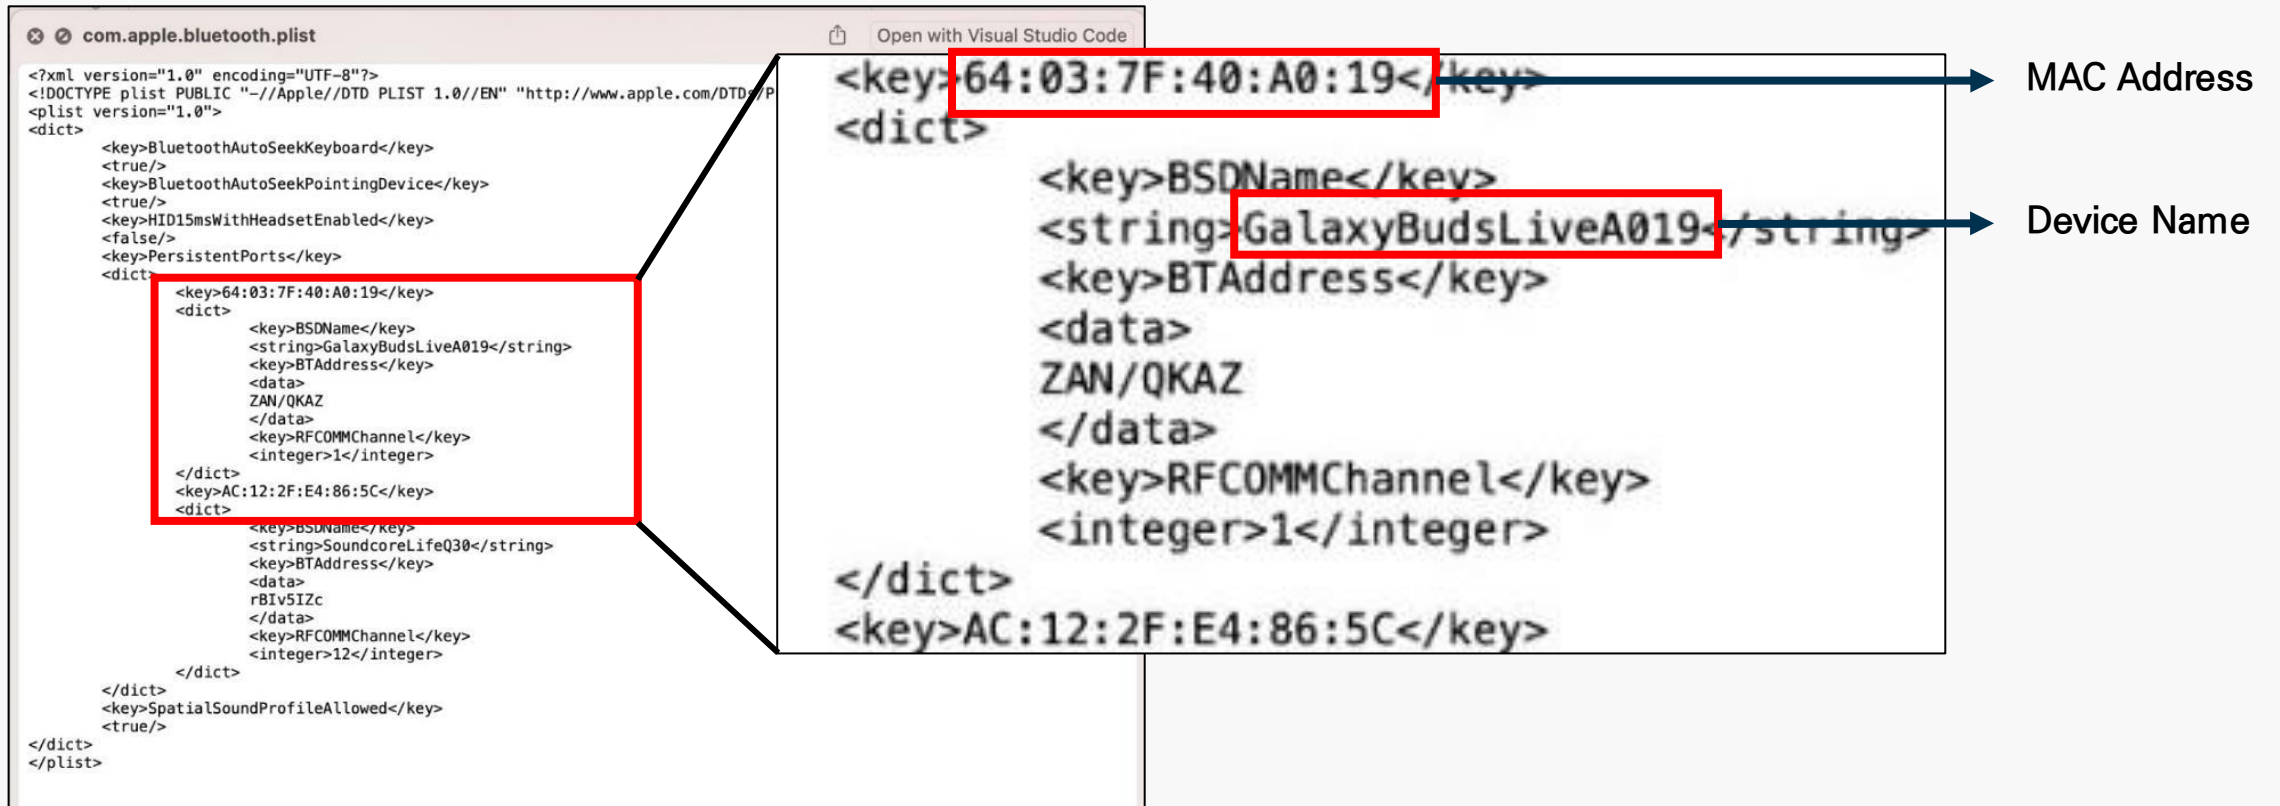 com.apple.bluetooth.plist
Open with Visual Studio Code
<?xml version="1.0" encoding="UTF-8"?>
<!DOCTYPE plist PUBLIC "-//Apple//DTD PLIST 1.0//EN" "http://www.apple.com/DTDs/P
<plist version="1.0">
<dict>
<key>BluetoothAutoSeekKeyboard</key>
<true/>
<key>BluetoothAutoSeekPointingDevice</key>
<true/>
<key>HID15msWithHeadsetEnabled</key>
<false/>
<key>PersistentPorts</key>
<dict>
<key>64:03:7F:40:A0:19</key>
<dict>
<key>BSDName</key>
<string>GalaxyBudsLiveA019</string>
<key>BTAddress</key>
<data>
ZAN/QKAZ
</data>
<key>RFCOMMChannel</key>
<integer>1</integer>
</dict>
<key>AC:12:2F:E4:86:5C</key>
<dict>
<key>BSDName</key>
<string>SoundcoreLifeQ30</string>
<key>BTAddress</key>
<data>
rBIv5IZc
</data>
<key>RFCOMMChannel</key>
<integer>12</integer>
</dict>
</dict>
<key>SpatialSoundProfileAllowed</key>
<true/>
</dict>
</plist>
<key>64:03:7F:40:A0:19</key>
<dict>
<key>BSDName</key>
<string>GalaxyBudsLiveA019</string>
<key>BTAddress</key>
<data>
ZAN/QKAZ
</data>
<key>RFCOMMChannel</key>
<integer>1</integer>
</dict>
<key>AC:12:2F:E4:86:5C</key>
MAC Address
Device Name